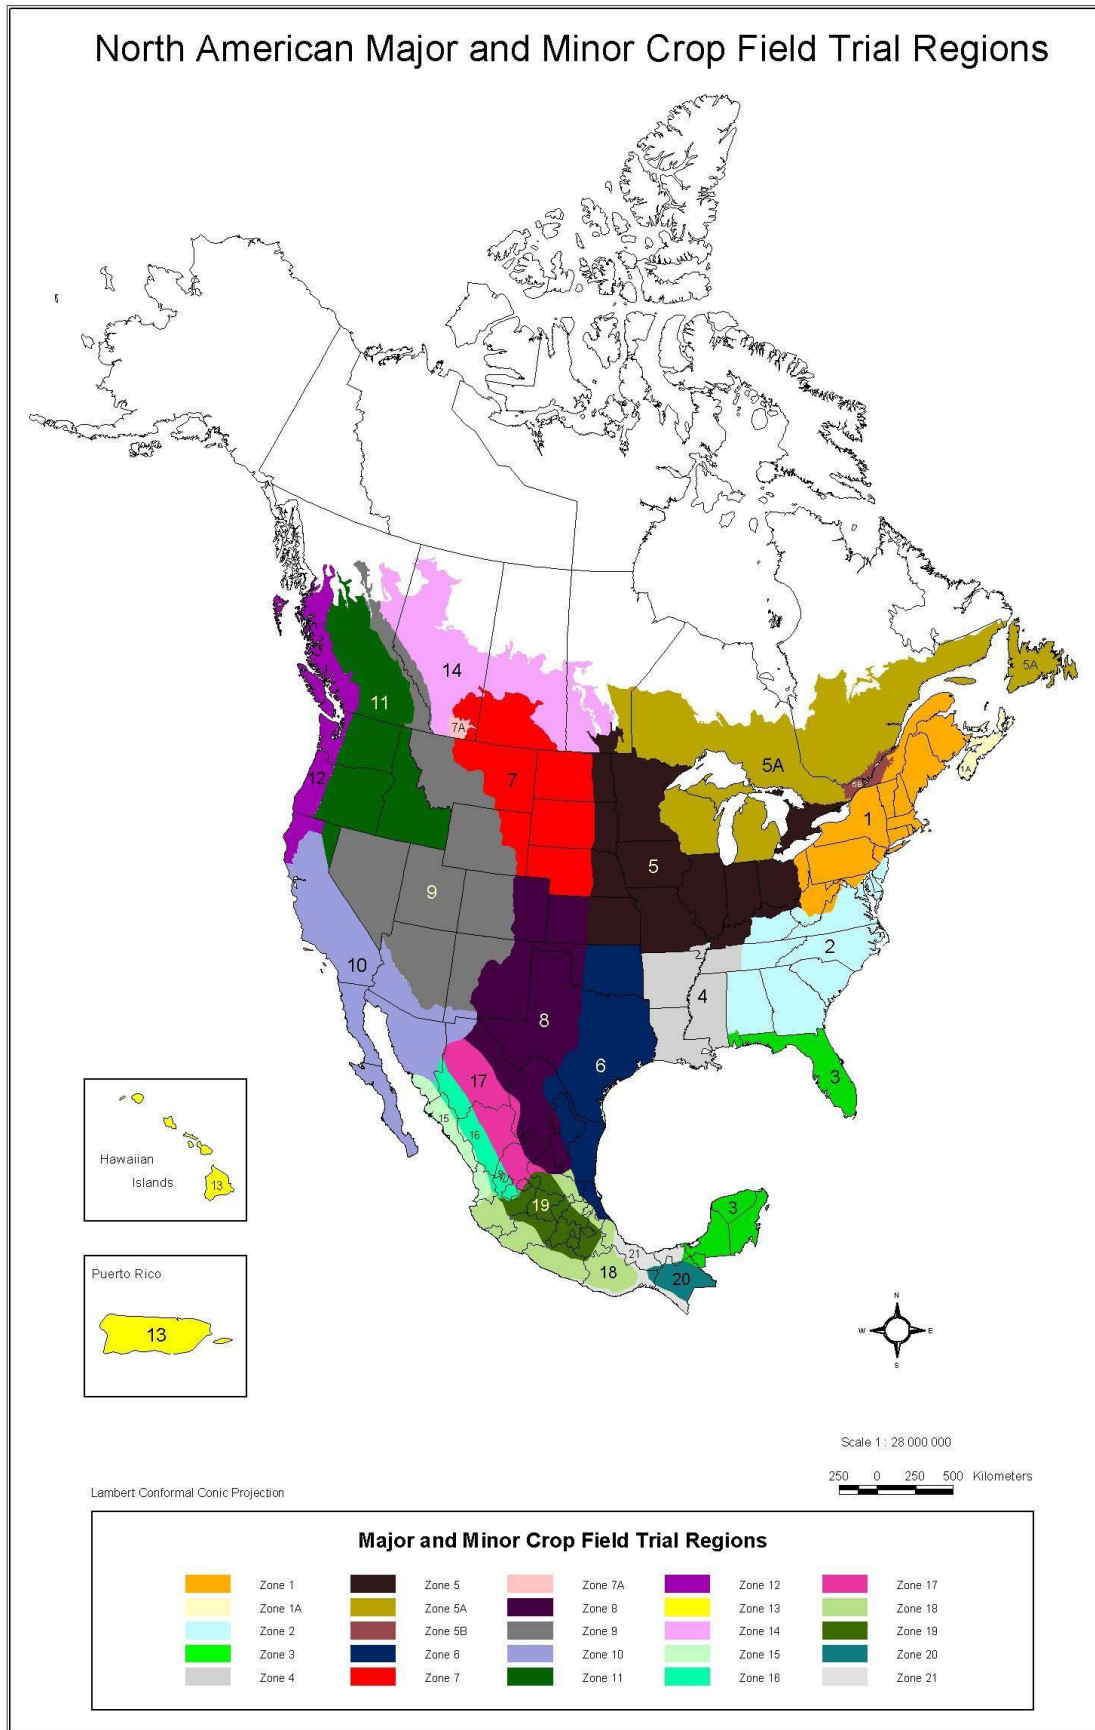 North American Major and Minor Crop Field Trial Regions
14
11
7A
5A
5A
7
12
5B
1A
1
5
9
2
10
4
8
6
3
17
15
16
Hawaiian
Islands
13
19
3
21
18
20
Puerto Rico
13
N
W E
S
Scale 1 : 28 000 000
250 0 250 500 Kilometers
Lambert Conformal Conic Projection
Major and Minor Crop Field Trial Regions
Zone 1 Zone 5 Zone 7A Zone 12 Zone 17
Zone 1A Zone 5A Zone 8 Zone 13 Zone 18
Zone 2 Zone 5B Zone 9 Zone 14 Zone 19
Zone 3 Zone 6 Zone 10 Zone 15 Zone 20
Zone 4 Zone 7 Zone 11 Zone 16 Zone 21